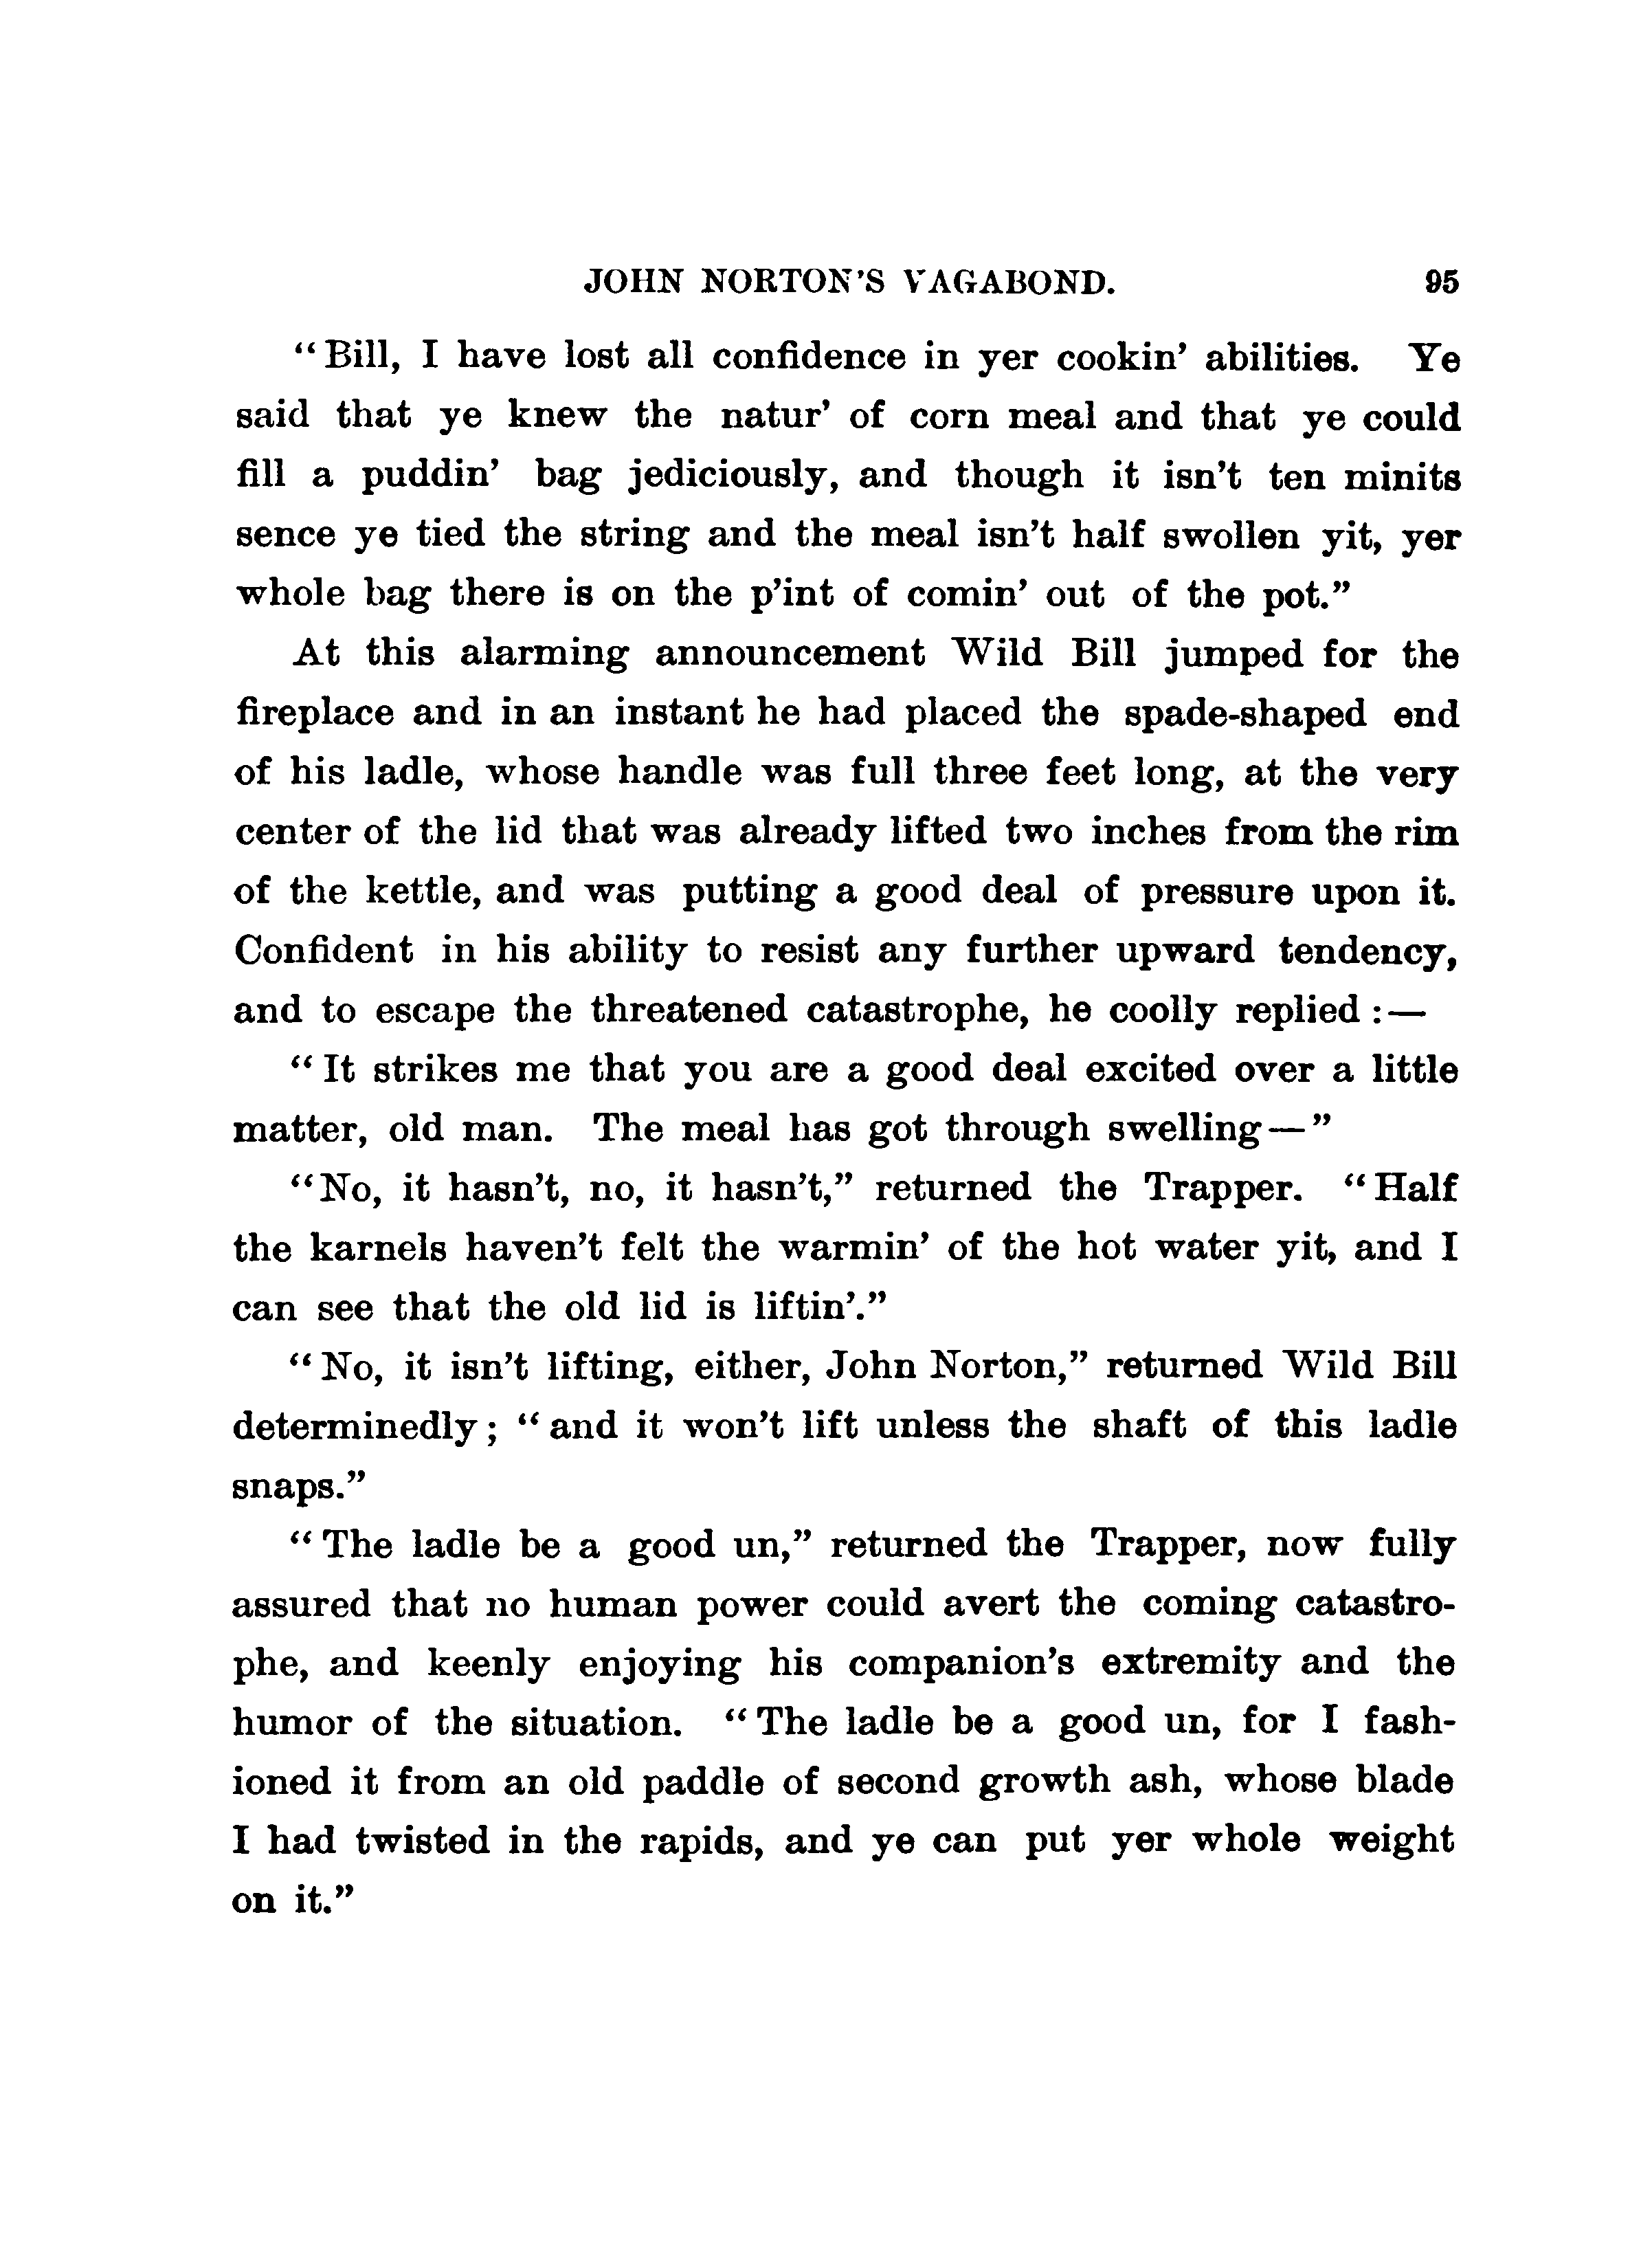 JOHN NORTON'S VAGABOND. 95
“Bill, I have lost all confidence in yer cookin’ abilities. Ye
said that ye knew the natur’ of corn meal and that ye could
fill a puddin’ bag jediciously, and though it isn’t ten minits
sence ye tied the string and the meal isn’t half swollen yit, yer
whole bag there is on the p’int of comin’ out of the pot.”
At this alarming announcement Wild Bill jumped for the
fireplace and in an instant he had placed the spade-shaped end
of his ladle, whose handle was full three feet long, at the very
center of the lid that was already lifted two inches from the rim
of the kettle, and was putting a good deal of pressure upon it.
Confident in his ability to resist any further upward tendency,
and to escape the threatened catastrophe, he coolly replied :—
“It strikes me that you are a good deal excited over a little
matter, old man. The meal has got through swelling—”
“No, it hasn’t, no, it hasn’t,” returned the Trapper. “Half
the karnels haven’t felt the warmin’ of the hot water yit, and I
can see that the old lid is liftin’.”
“No, it isn’t lifting, either, John Norton,” returned Wild Bill
determinedly; “and it won’t lift unless the shaft of this ladle
snaps.”
“The ladle be a good un,” returned the Trapper, now fully
assured that no human power could avert the coming catastro-
phe, and keenly enjoying his companion’s extremity and the
humor of the situation. “The ladle be a good un, for I fash-
ioned it from an old paddle of second growth ash, whose blade
I had twisted in the rapids, and ye can put yer whole weight
on it.”